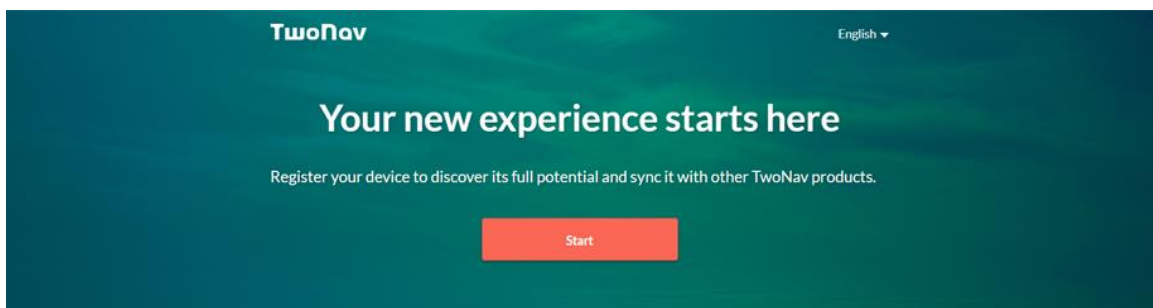 TwoNav
English
Your new experience starts here
Register your device to discover its full potential and sync it with other TwoNav products.
Start